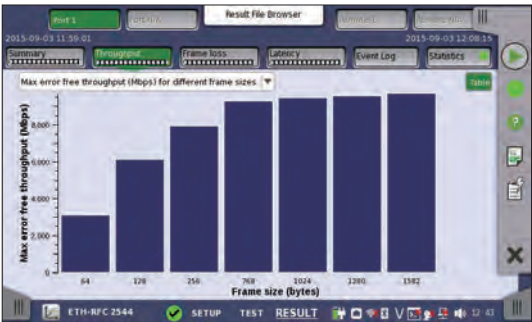 Port 1
Result File Browser
2015-09-03 11:59:01
2015-09-03 12:08:15
Summary
Throughput
Frame loss
Latency
Event Log
Statistics
Max error free throughput (Mbps) for different frame sizes
Table
Max error free throughput (Mbps)
8,000
6,000
4,000
2,000
0
64 128 256 768 1024 1280 1582
Frame size (bytes)
ETH-RFC 2544 SETUP TEST RESULT 12 43